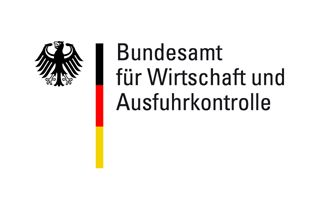 Bundesamt
für Wirtschaft und
Ausfuhrkontrolle